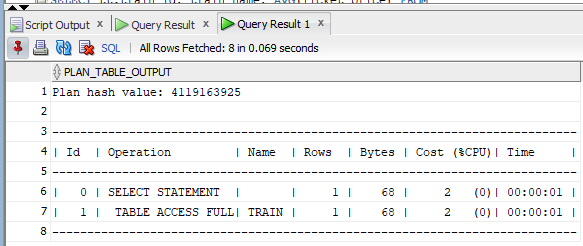 Script Output x Query Result x Query Result 1 x
SQL | All Rows Fetched: 8 in 0.069 seconds
PLAN_TABLE_OUTPUT
1 Plan hash value: 4119163925
2
3 --------------------------------------------------------------------------
4 | Id | Operation | Name | Rows | Bytes | Cost (%CPU)| Time |
5 --------------------------------------------------------------------------
6 | 0 | SELECT STATEMENT | | 1 | 68 | 2 (0)| 00:00:01 |
7 | 1 | TABLE ACCESS FULL| TRAIN | 1 | 68 | 2 (0)| 00:00:01 |
8 --------------------------------------------------------------------------